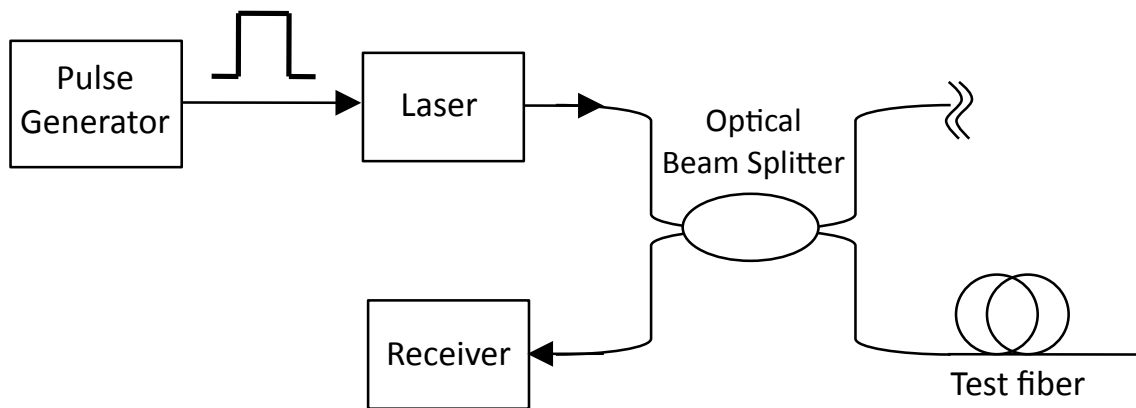 Pulse
Generator
Laser
Optical
Beam Splitter
Receiver
Test fiber